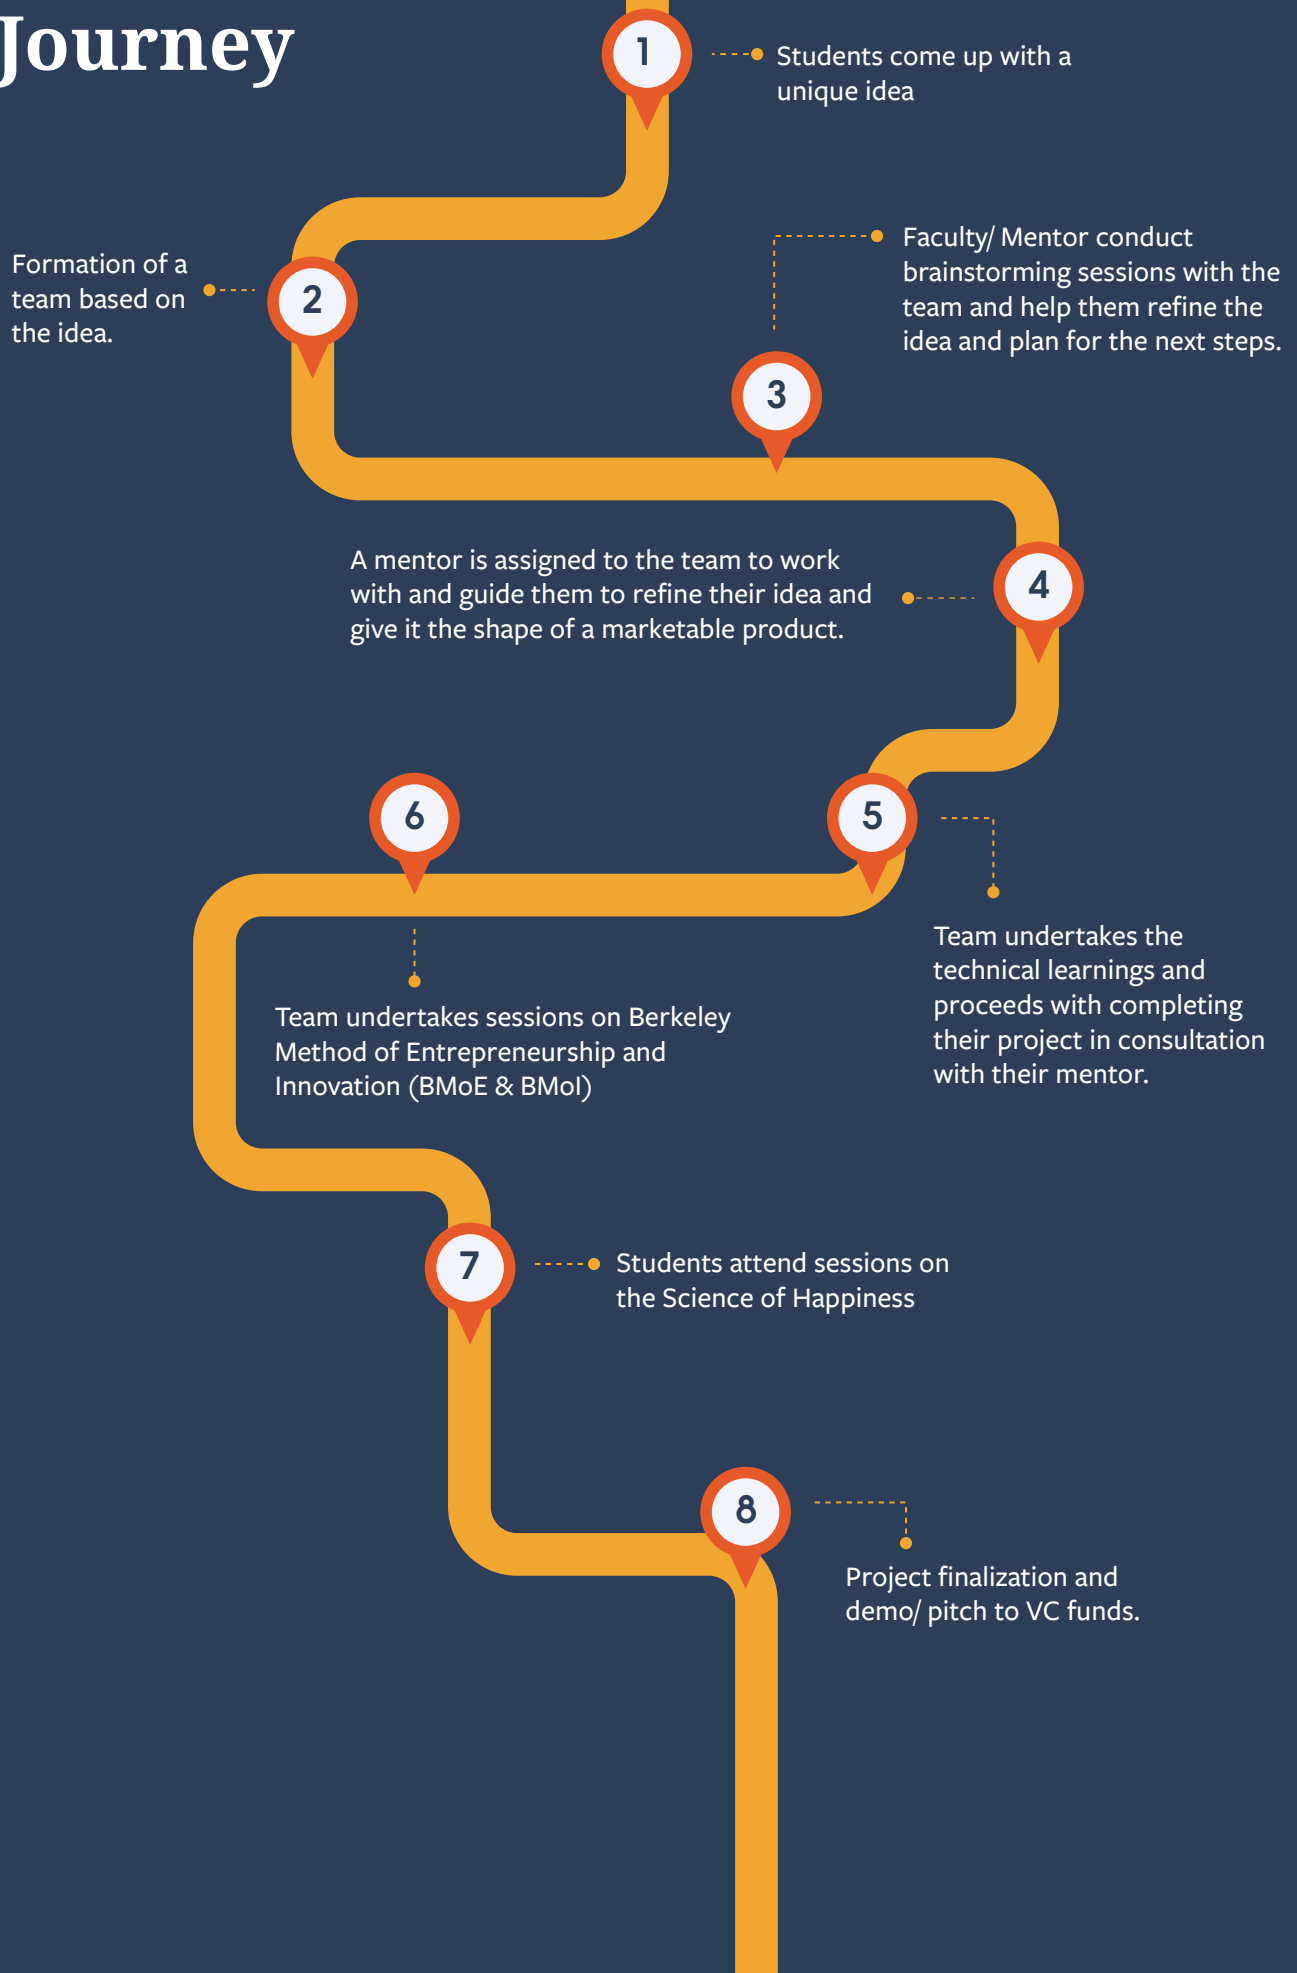 Journey
1
Students come up with a
unique idea
2
Formation of a
team based on
the idea.
3
Faculty/ Mentor conduct
brainstorming sessions with the
team and help them refine the
idea and plan for the next steps.
4
A mentor is assigned to the team to work
with and guide them to refine their idea and
give it the shape of a marketable product.
5
Team undertakes the
technical learnings and
proceeds with completing
their project in consultation
with their mentor.
6
Team undertakes sessions on Berkeley
Method of Entrepreneurship and
Innovation (BMoE & BMoI)
7
Students attend sessions on
the Science of Happiness
8
Project finalization and
demo/ pitch to VC funds.